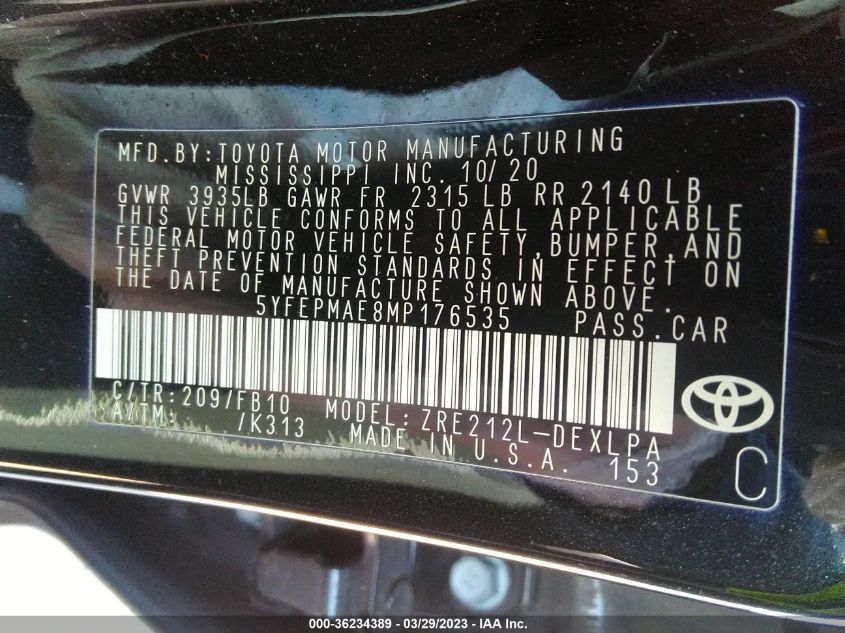 MFD.BY:TOYOTA MOTOR MANUFACTURING
MISSISSIPPI INC. 10/20
GVWR 3935LB GAWR FR 2315 LB RR 2140 LB
THIS VEHICLE CONFORMS TO ALL APPLICABLE
FEDERAL MOTOR VEHICLE SAFETY,BUMPER,AND
THEFT PREVENTION STANDARDS IN EFFECT ON
THE DATE OF MANUFACTURE SHOWN ABOVE.
5YFEPMAE8MP176535 PASS.CAR
C/TR:209/FB10 MODEL:ZRE212L-DEXLPA
A/TM: /K313 MADE IN U.S.A. 153
C
000-36234389 - 03/29/2023 - IAA Inc.